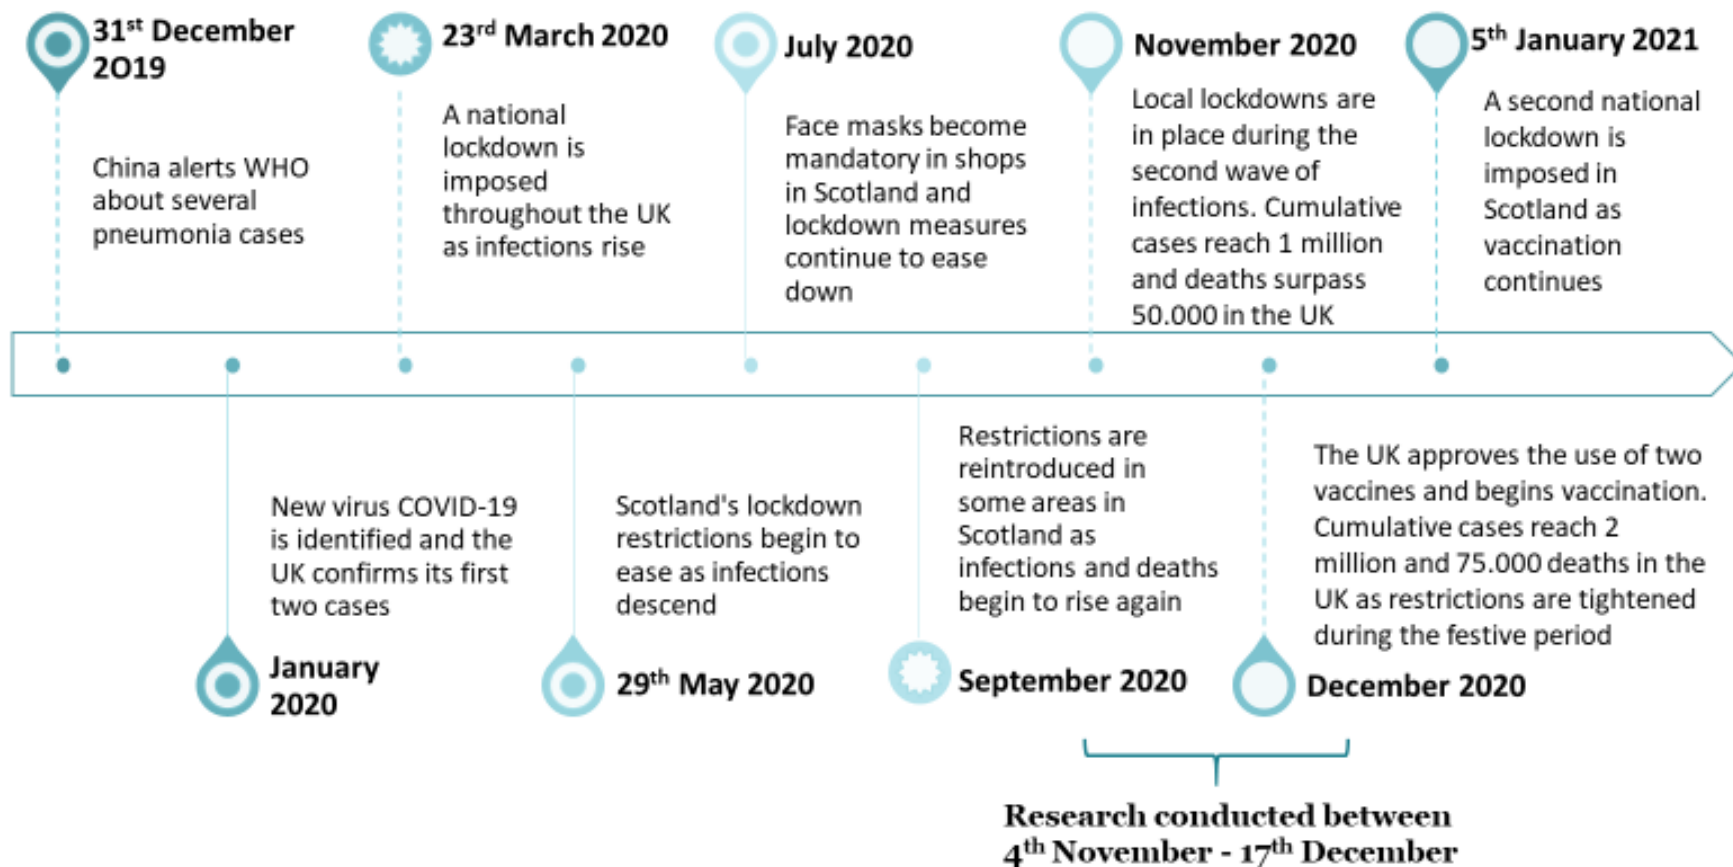 31st December
2O19
China alerts WHO
about several
pneumonia cases
23rd March 2020
A national
lockdown is
imposed
throughout the UK
as infections rise
July 2020
Face masks become
mandatory in shops
in Scotland and
lockdown measures
continue to ease
down
November 2020
Local lockdowns are
in place during the
second wave of
infections. Cumulative
cases reach 1 million
and deaths surpass
50.000 in the UK
5th January 2021
A second national
lockdown is
imposed in
Scotland as
vaccination
continues
New virus COVID-19
is identified and the
UK confirms its first
two cases
January
2020
Scotland's lockdown
restrictions begin to
ease as infections
descend
29th May 2020
Restrictions are
reintroduced in
some areas in
Scotland as
infections and deaths
begin to rise again
September 2020
The UK approves the use of two
vaccines and begins vaccination.
Cumulative cases reach 2
million and 75.000 deaths in the
UK as restrictions are tightened
during the festive period
December 2020
Research conducted between
4th November - 17th December